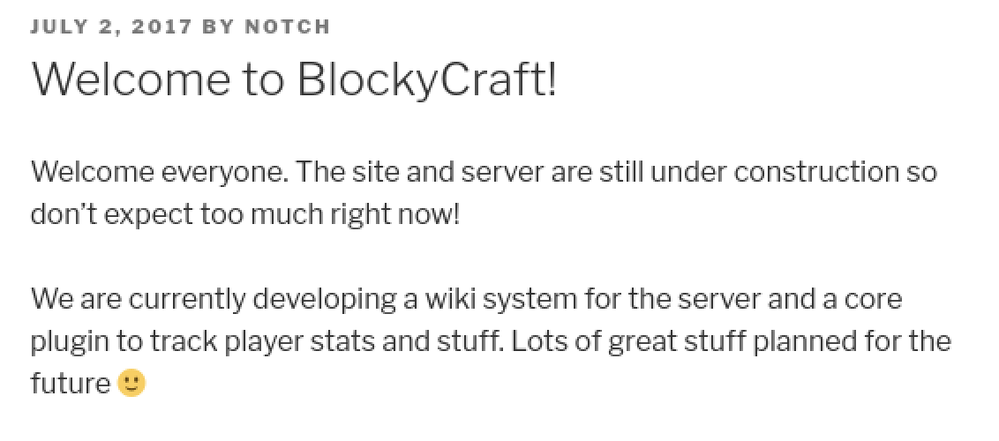 JULY 2, 2017 BY NOTCH
Welcome to BlockyCraft!
Welcome everyone. The site and server are still under construction so
don’t expect too much right now!
We are currently developing a wiki system for the server and a core
plugin to track player stats and stuff. Lots of great stuff planned for the
future 🙂